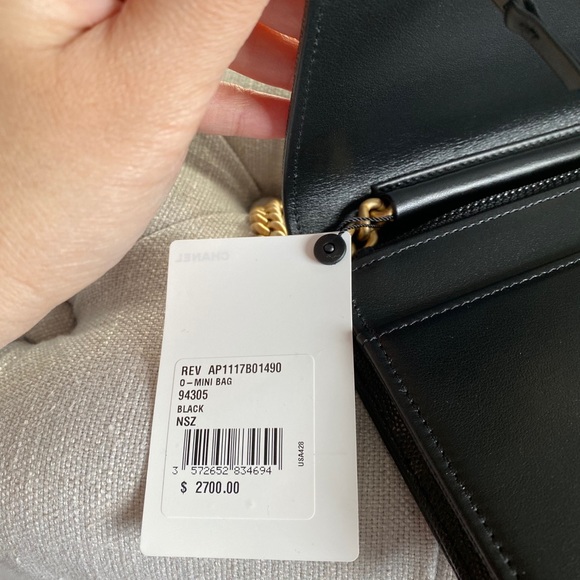 CHANEL
REV AP1117B01490
O-MINI BAG
94305
BLACK
NSZ
USA428
3 572652 834694
$ 2700.00